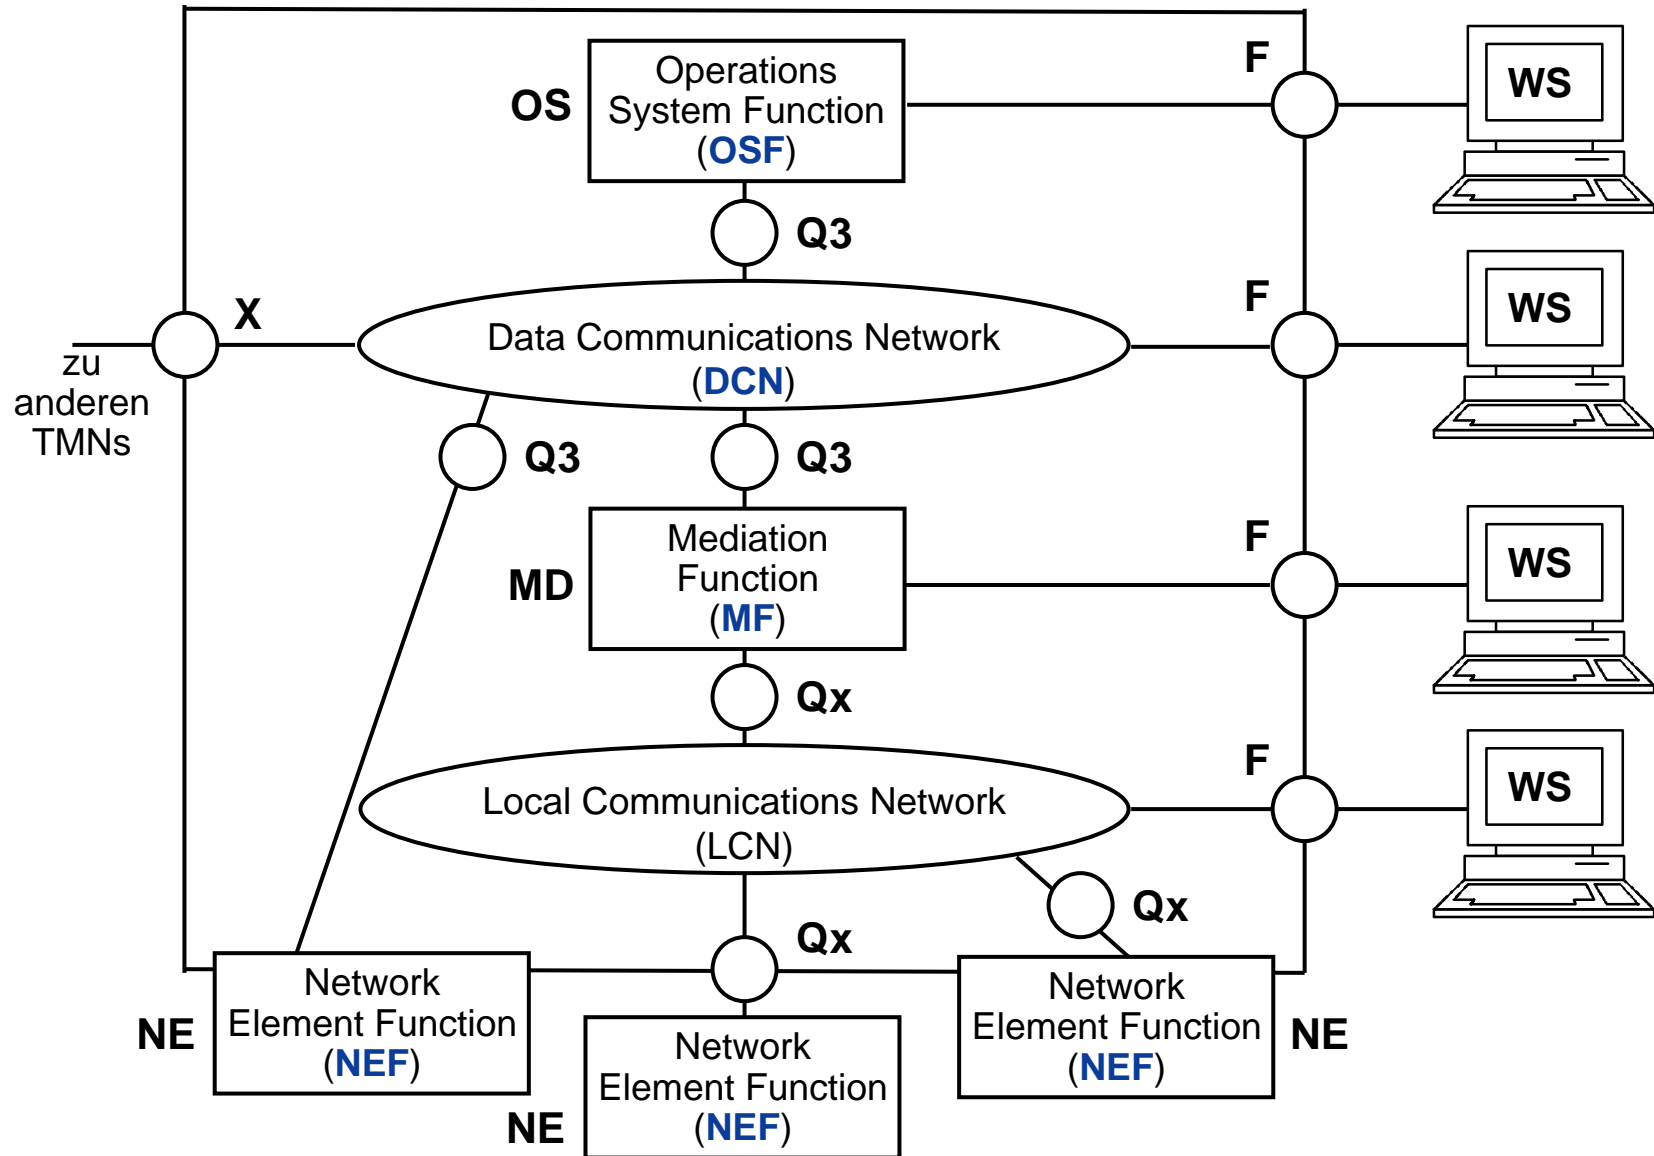 F
WS
Operations
System Function
(OSF)
OS
Q3
X
F
WS
Data Communications Network
(DCN)
zu
anderen
TMNs
Q3
Q3
F
WS
Mediation
Function
(MF)
MD
Qx
F
WS
Local Communications Network
(LCN)
Qx
Qx
Network
Element Function
(NEF)
NE
Network
Element Function
(NEF)
NE
Network
Element Function
(NEF)
NE